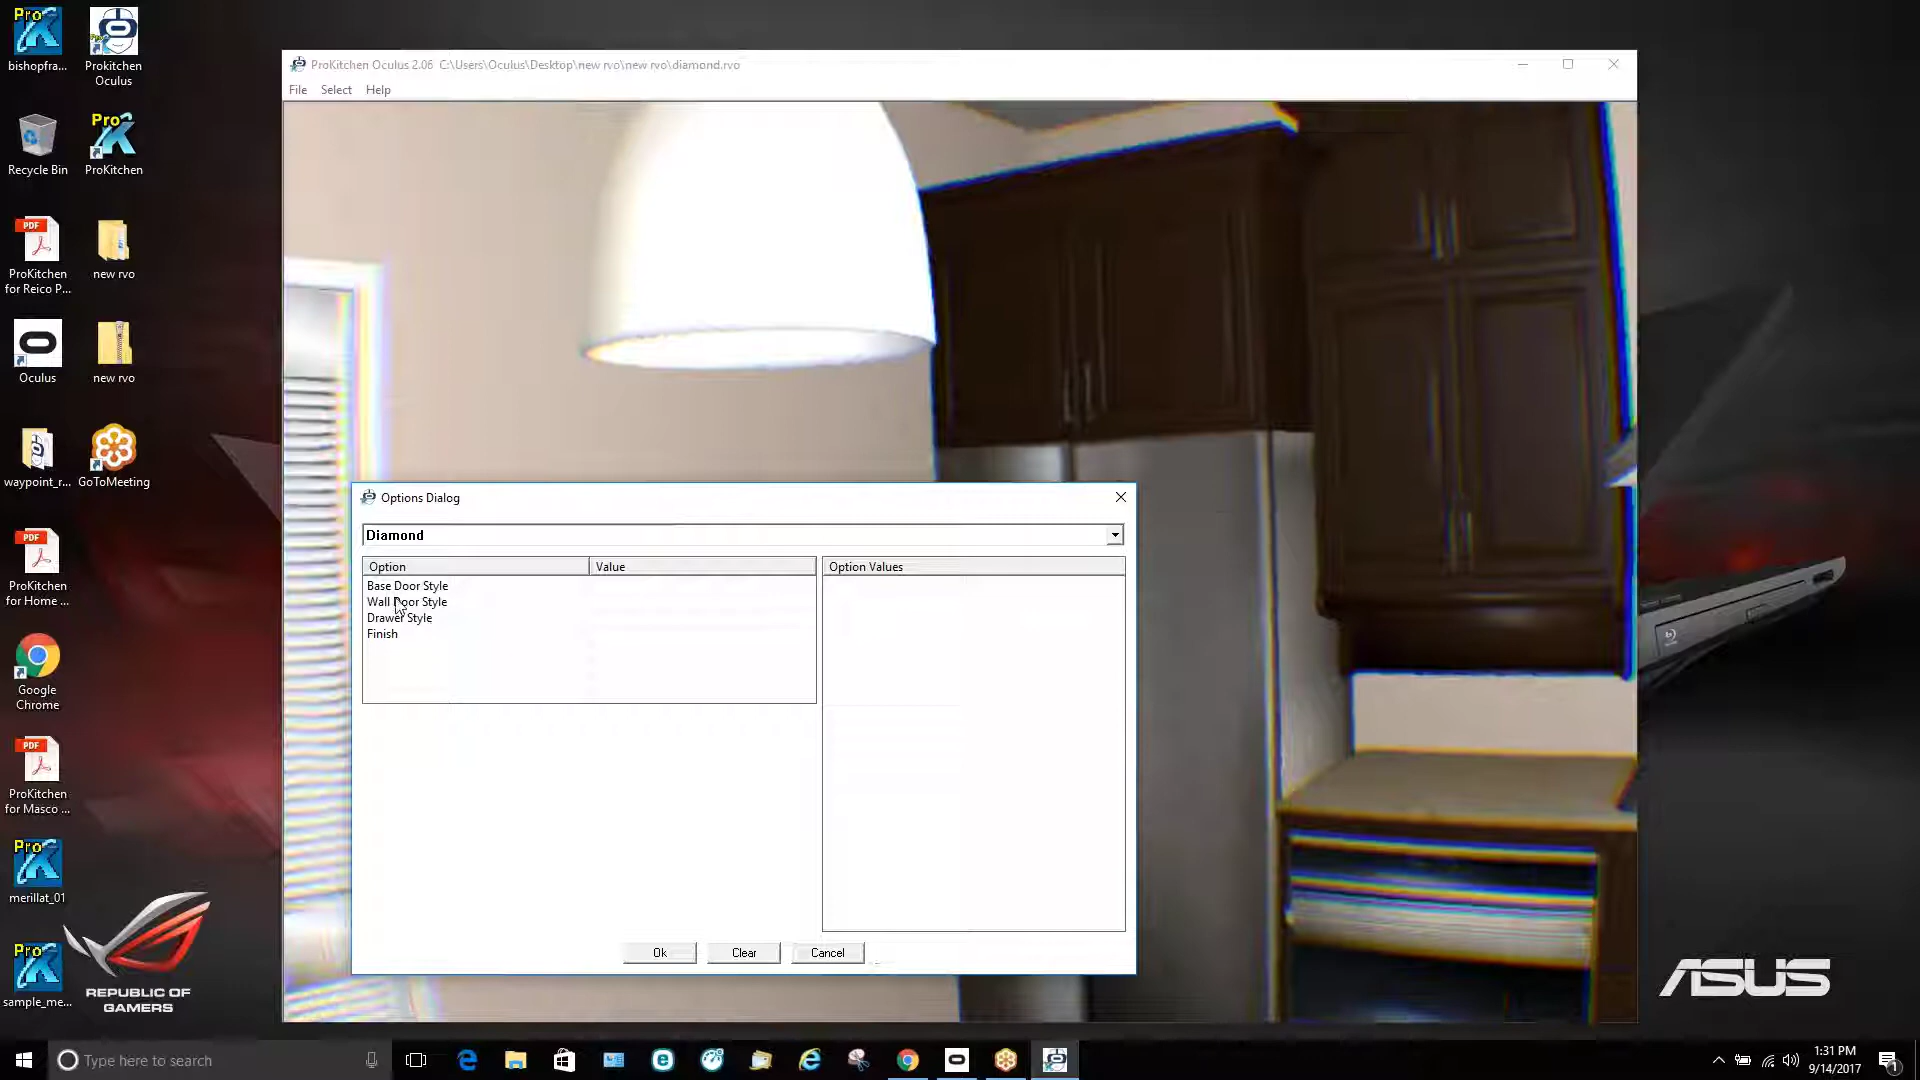 bishopfra...
Prokitchen
Oculus
Recycle Bin
ProKitchen
ProKitchen
for Reico P...
new rvo
Oculus
new rvo
waypoint_r...
GoToMeeting
ProKitchen
for Home ...
Google
Chrome
ProKitchen
for Masco ...
merillat_01
sample_me...
Pro
Pro
Pro
PDF
PDF
PDF
Pro
Pro
REPUBLIC OF
GAMERS
ProKitchen Oculus 2.06 C:\Users\Oculus\Desktop\new rvo\new rvo\diamond.rvo
File Select Help
Options Dialog
Diamond
Option Value Option Values
Base Door Style
Wall Door Style
Drawer Style
Finish
Ok Clear Cancel
ASUS
Type here to search
1:31 PM
9/14/2017
1